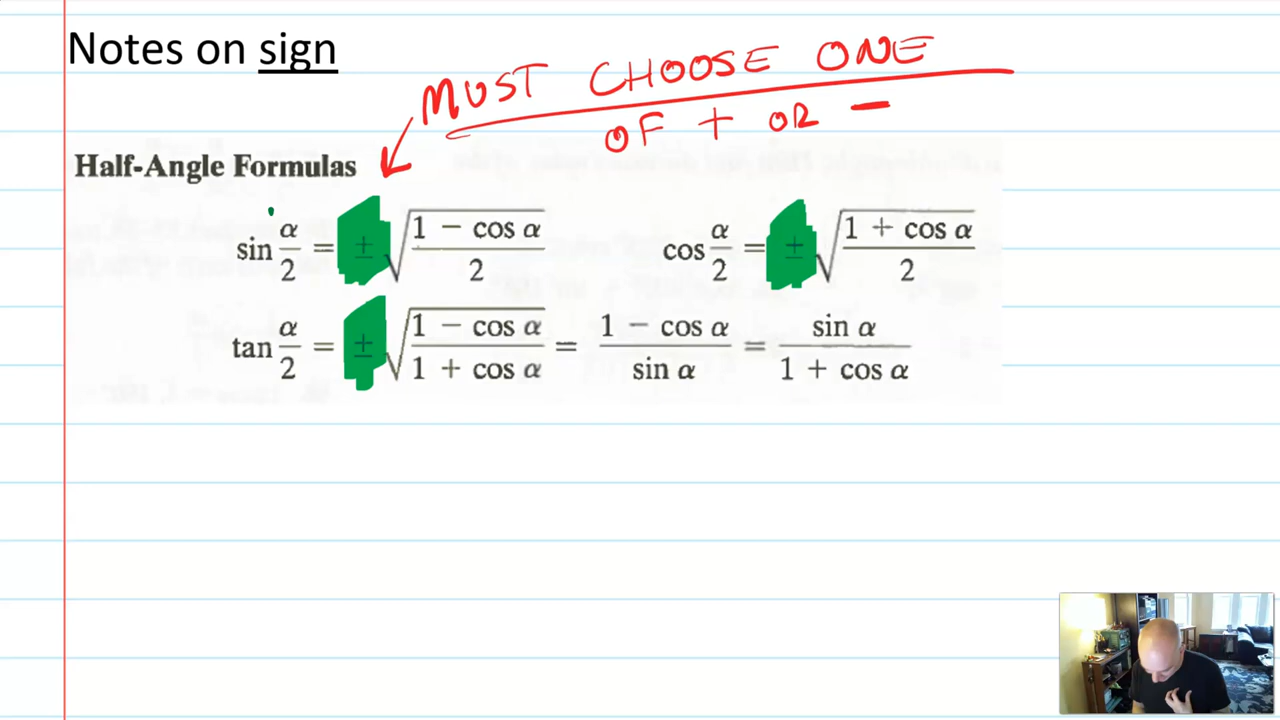 Notes on sign
MUST CHOOSE ONE
OF + OR −
Half-Angle Formulas
sin α/2 = ± √((1 − cos α)/2)
cos α/2 = ± √((1 + cos α)/2)
tan α/2 = ± √((1 − cos α)/(1 + cos α)) = (1 − cos α)/(sin α) = (sin α)/(1 + cos α)